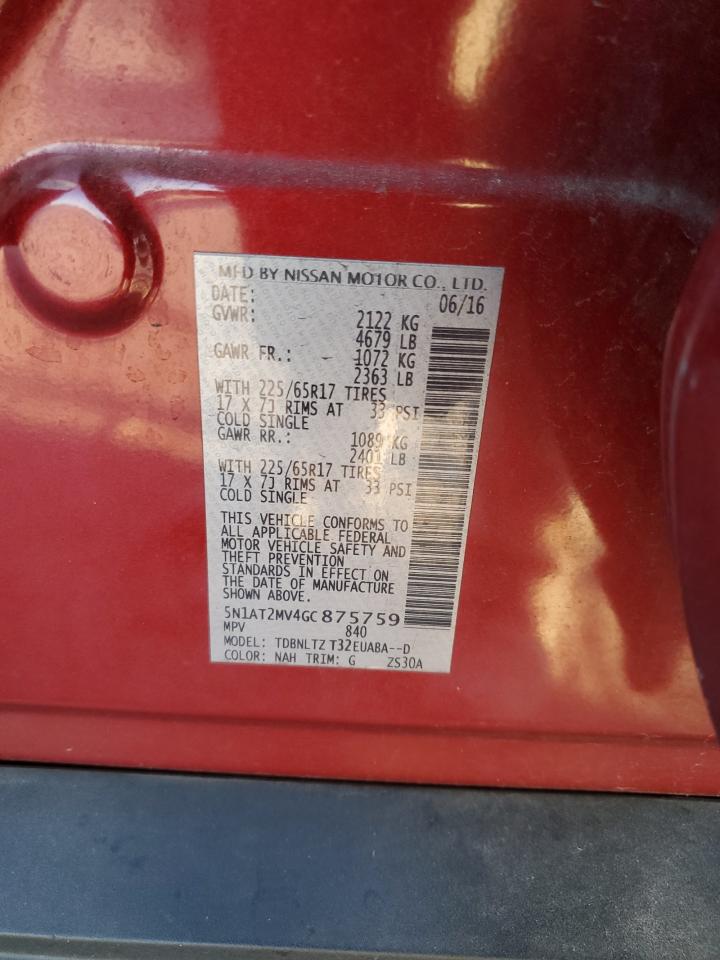 MFD BY NISSAN MOTOR CO., LTD.
DATE: 06/16
GVWR: 2122 KG
4679 LB
GAWR FR.: 1072 KG
2363 LB
WITH 225/65R17 TIRES
17 X 7J RIMS AT 33 PSI
COLD SINGLE
GAWR RR.: 1089 KG
2401 LB
WITH 225/65R17 TIRES
17 X 7J RIMS AT 33 PSI
COLD SINGLE
THIS VEHICLE CONFORMS TO
ALL APPLICABLE FEDERAL
MOTOR VEHICLE SAFETY AND
THEFT PREVENTION
STANDARDS IN EFFECT ON
THE DATE OF MANUFACTURE
SHOWN ABOVE.
5N1AT2MV4GC875759
MPV 840
MODEL: TDBNLTZ T32EUABA--D
COLOR: NAH TRIM: G ZS30A